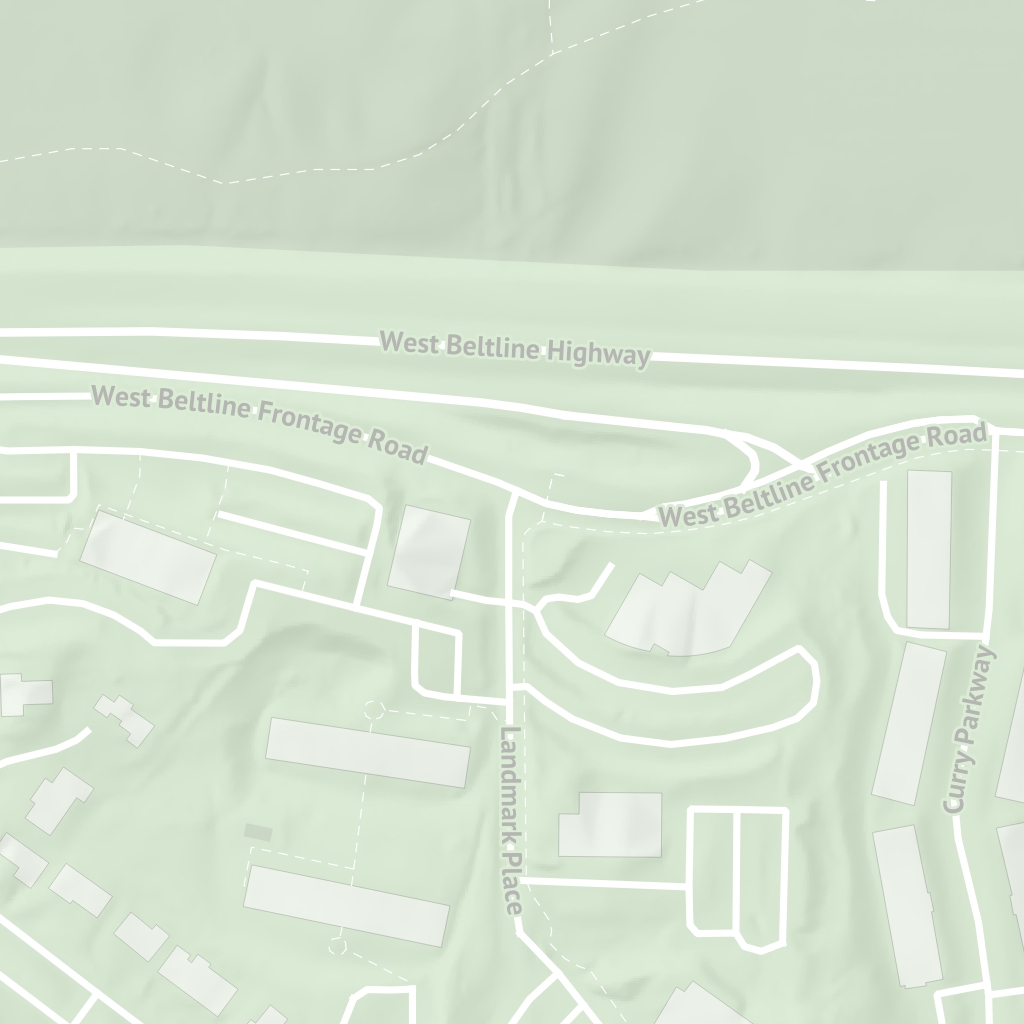 West Beltline Highway
West Beltline Frontage Road
West Beltline Frontage Road
Curry Parkway
Landmark Place